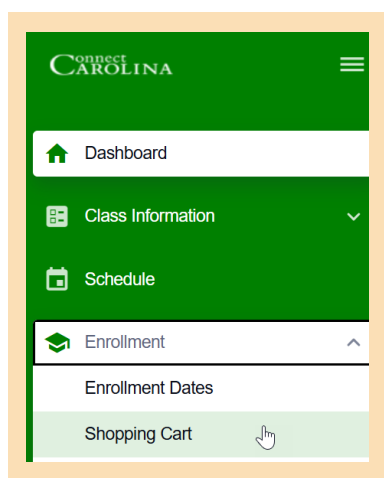 Connect
CAROLINA
Dashboard
Class Information
Schedule
Enrollment
Enrollment Dates
Shopping Cart